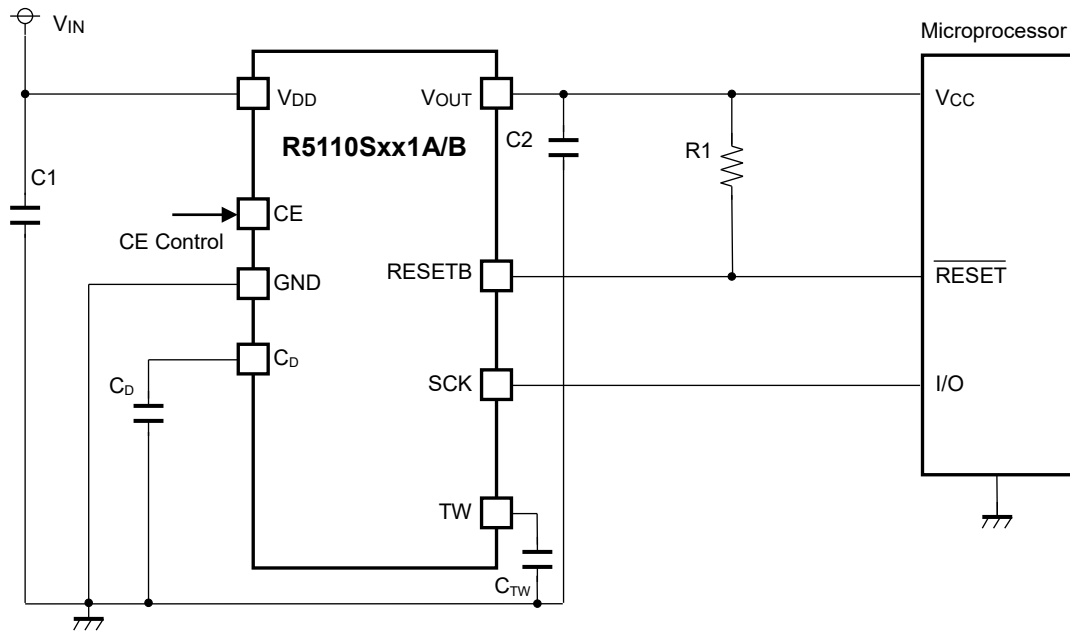 VIN
Microprocessor
VDD
VOUT
VCC
R5110Sxx1A/B
C2
R1
C1
CE
CE Control
RESETB
RESET
GND
CD
CD
SCK
I/O
TW
CTW